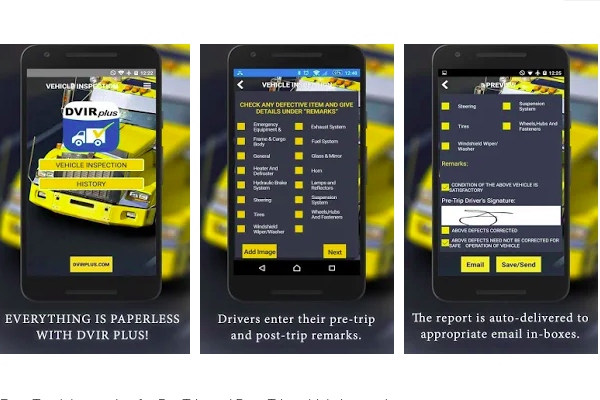 12:22
VEHICLE INSPECTION
DVIR plus
VEHICLE INSPECTION
HISTORY
DVIRPLUS.COM
EVERYTHING IS PAPERLESS
WITH DVIR PLUS!
12:48
VEHICLE INSPECTION
CHECK ANY DEFECTIVE ITEM AND GIVE
DETAILS UNDER "REMARKS"
Emergency
Equipment &
Exhaust System
Frame & Cargo
Body
Fuel System
General
Glass & Mirror
Heater And
Defroster
Horn
Hydraulic Brake
System
Lamps and
Reflectors
Steering
Suspension
System
Tires
Wheels,Hubs
And Fasteners
Windshield
Wiper/Washer
Add Image
Next
Drivers enter their pre-trip
and post-trip remarks.
12:25
PREVIEW
Steering
Suspension
System
Tires
Wheels,Hubs And
Fasteners
Windshield Wiper/
Washer
Remarks:
CONDITION OF THE ABOVE VEHICLE IS
SATISFACTORY
Pre-Trip Driver's Signature:
ABOVE DEFECTS CORRECTED
ABOVE DEFECTS NEED NOT BE CORRECTED FOR
SAFE OPERATION OF VEHICLE
Email
Save/Send
The report is auto-delivered to
appropriate email in-boxes.